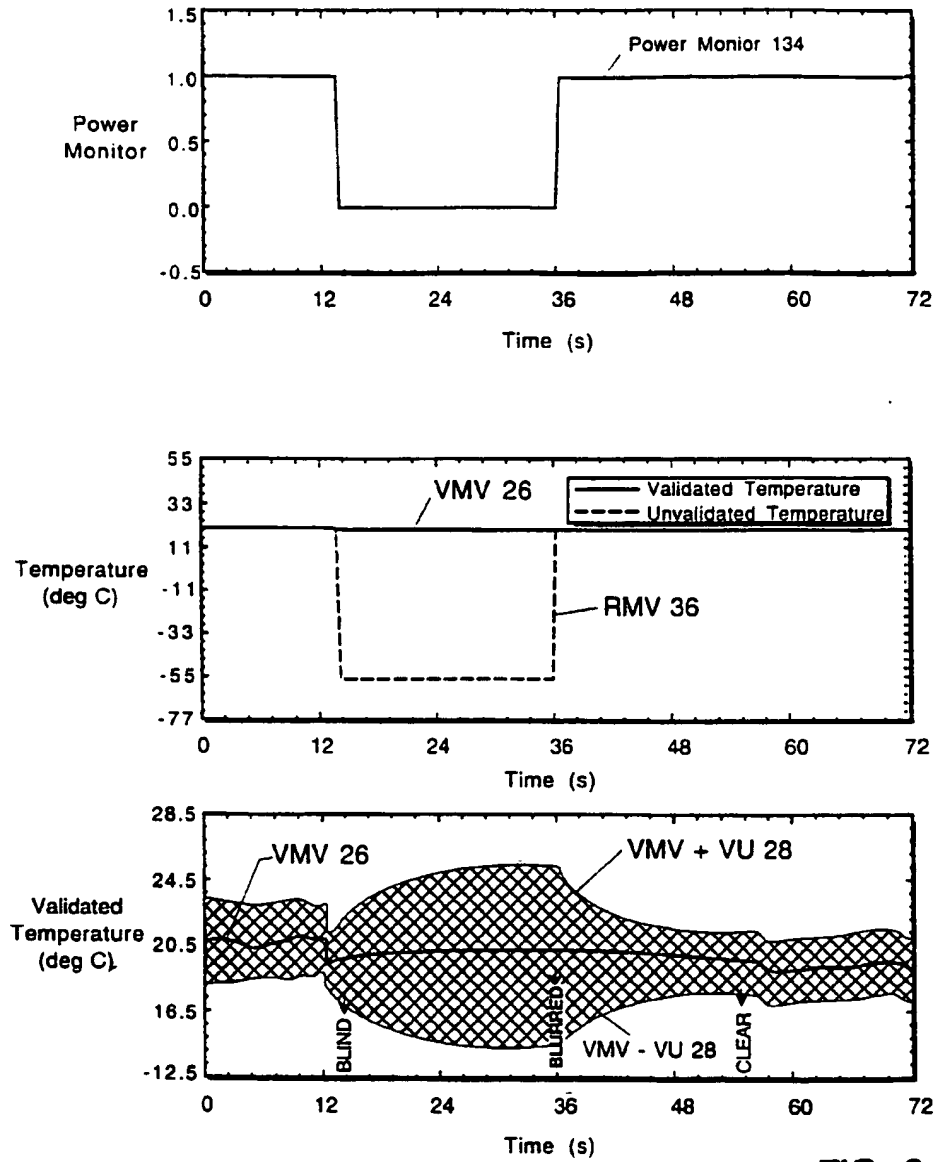 1.5
Power Monior 134
1.0
Power
Monitor
0.5
0.0
-0.5
0 12 24 36 48 60 72
Time (s)
55
VMV 26
Validated Temperature
Unvalidated Temperature
33
11
Temperature
(deg C)
-11
RMV 36
-33
-55
-77
0 12 24 36 48 60 72
Time (s)
28.5
VMV 26
VMV + VU 28
24.5
Validated
Temperature
(deg C).
20.5
16.5
BLIND
BLURRED
CLEAR
VMV - VU 28
-12.5
0 12 24 36 48 60 72
Time (s)